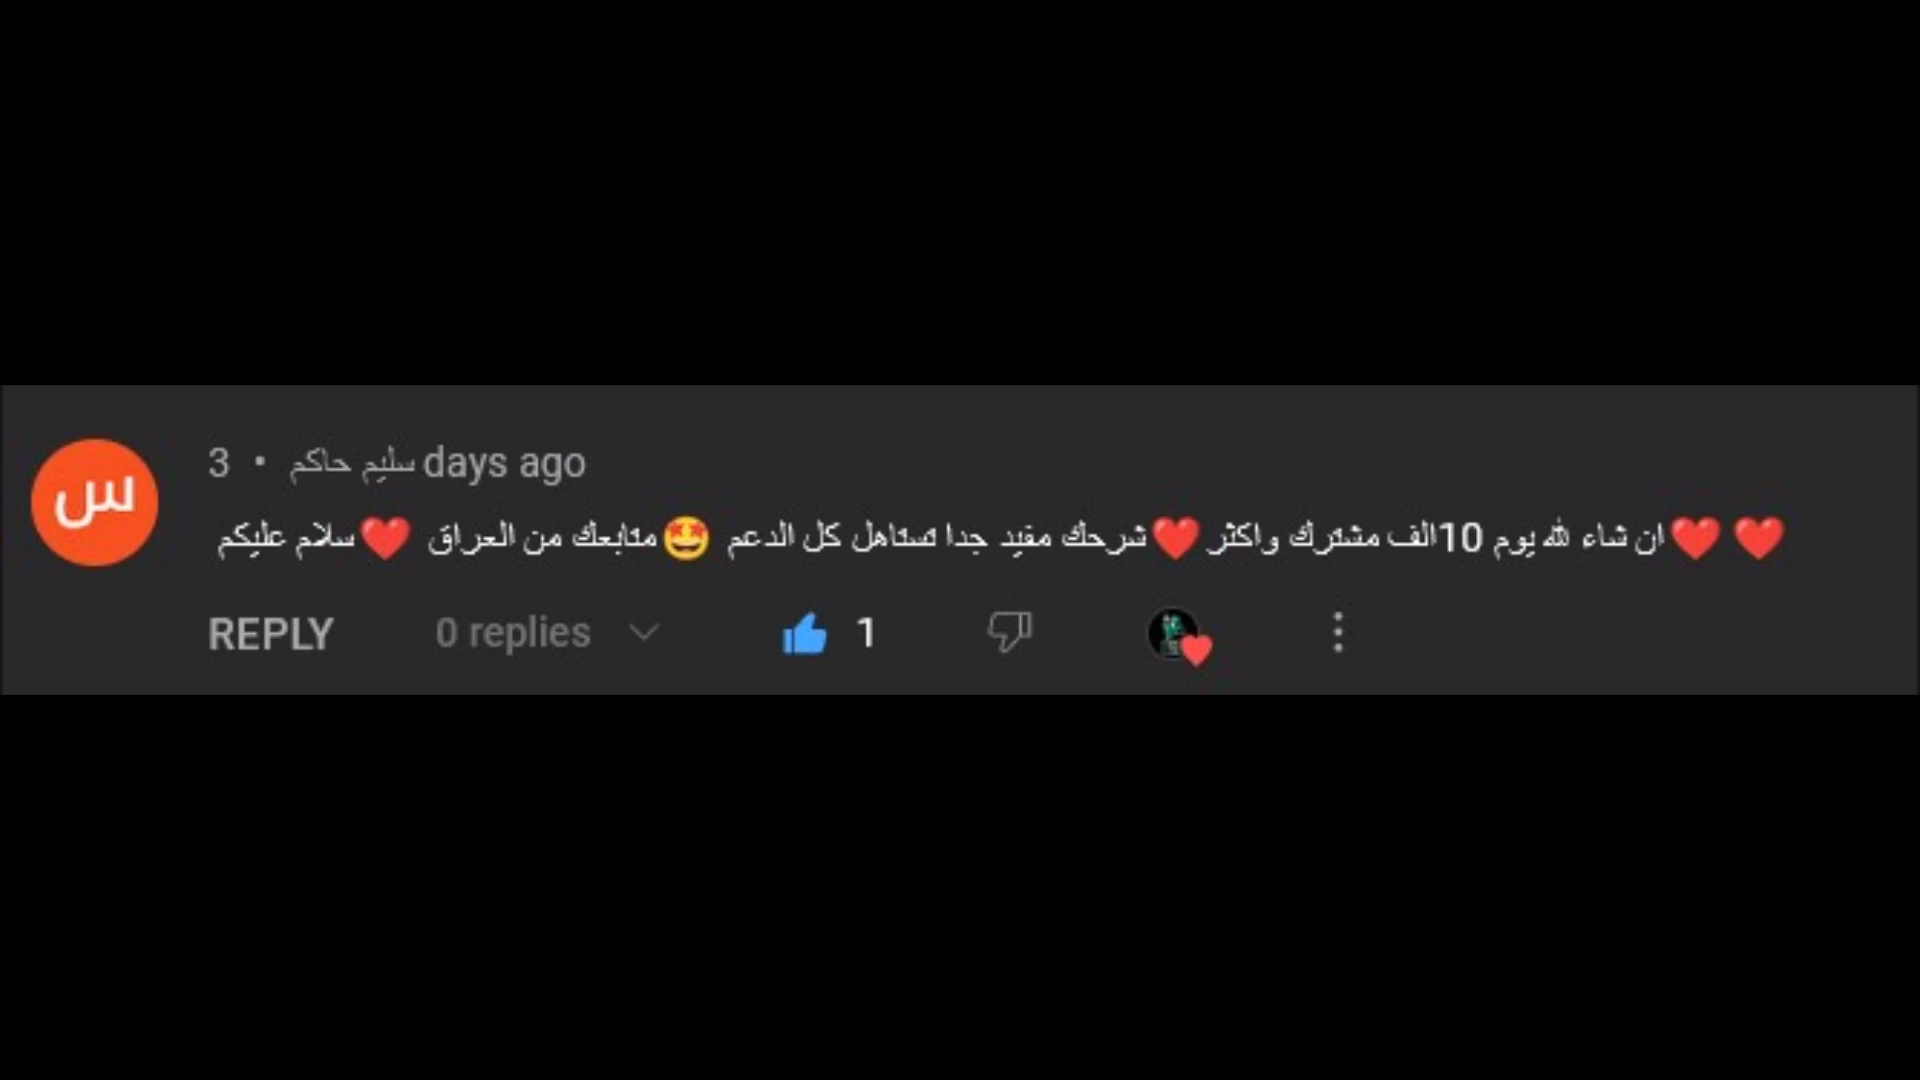 س
سليم حاكم • 3 days ago
سلام عليكم❤️ متابعك من العراق🤩 شرحك مفيد جدا تستاهل كل الدعم❤️ ان شاء لله يوم 10الف مشترك واكثر❤️ ❤️
REPLY 0 replies 1